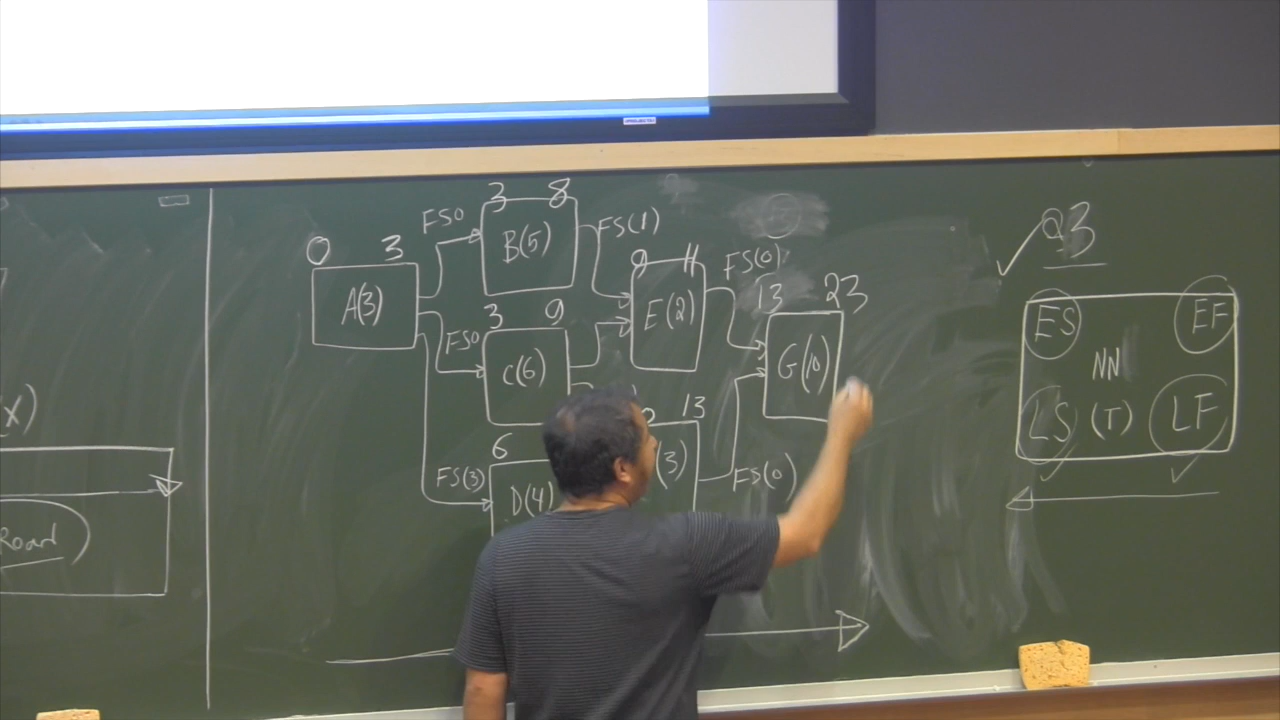 3 8
FS0
B(5)
FS(1)
Q3
0 3
A(3)
9 11
E(2)
FS(0)
13 23
G(10)
ES EF
NN
LS (T) LF
3 9
FS0
C(6)
13
(3)
6
FS(3)
D(4)
FS(0)
X)
Road